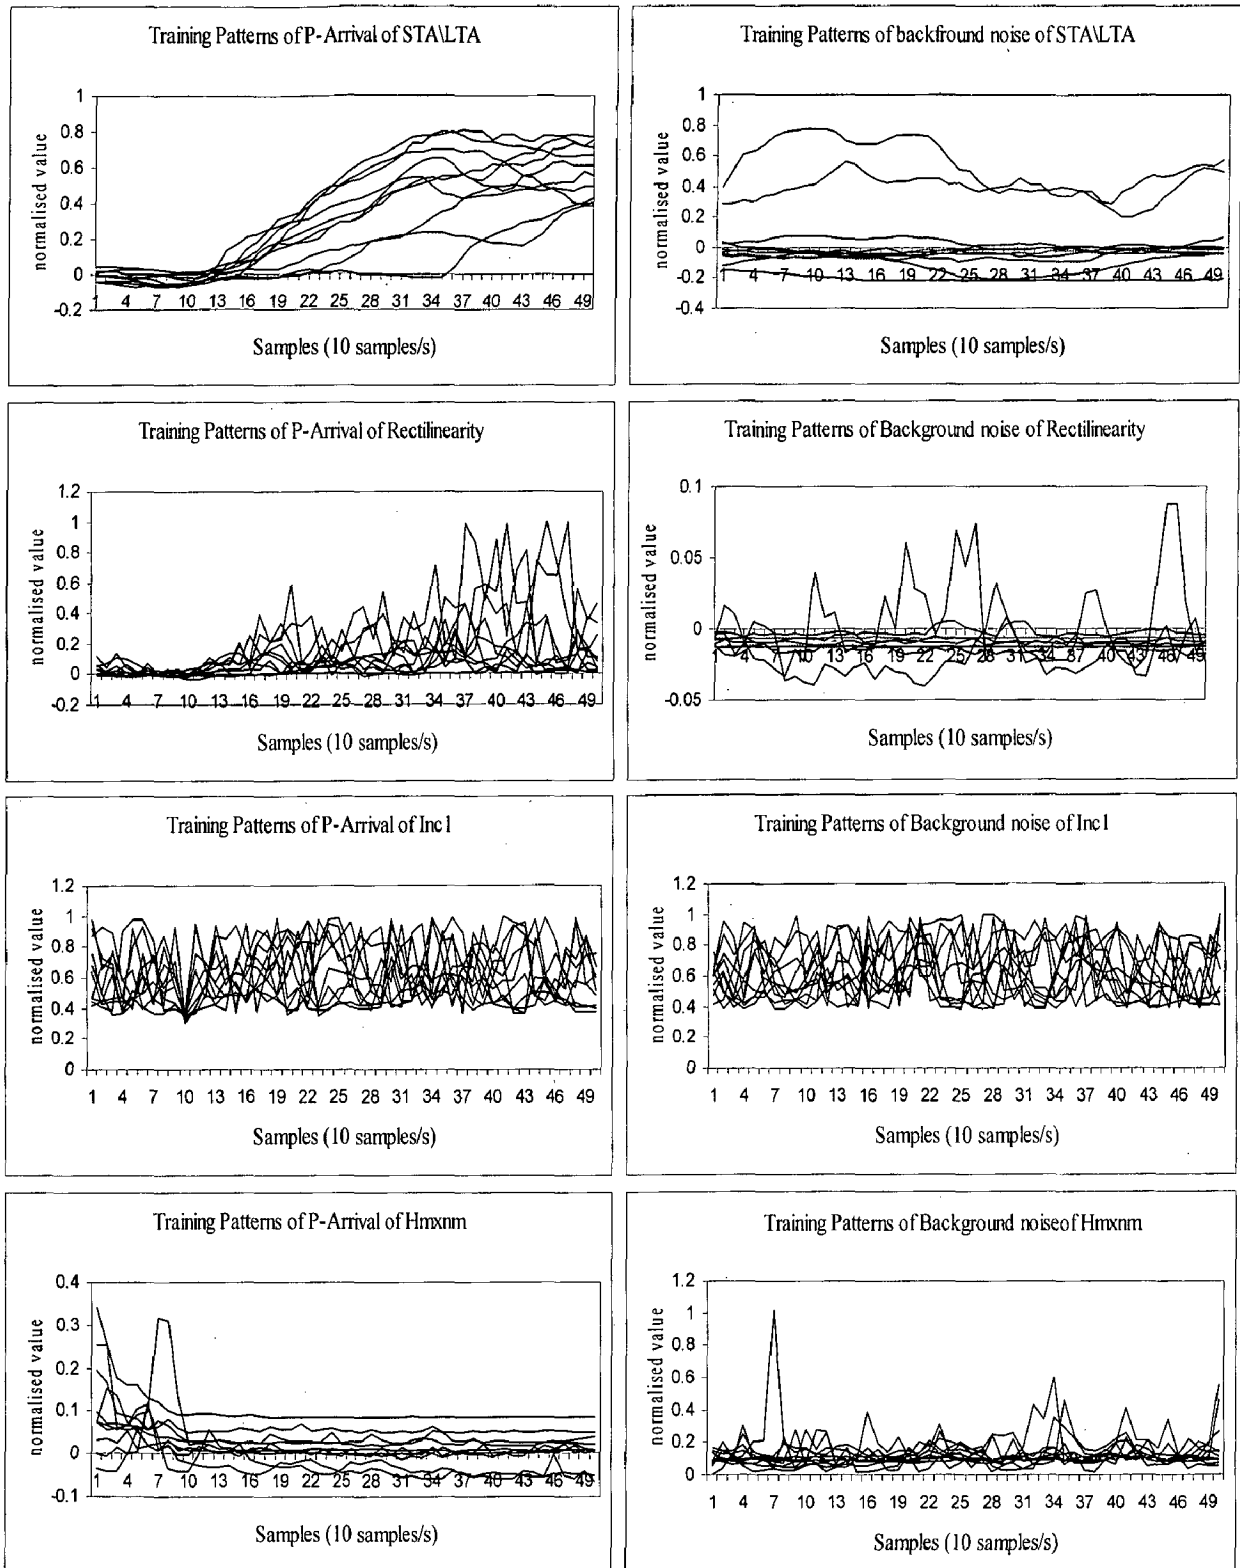 Training Patterns of P-Arrival of STA\LTA
normalised value
1
0.8
0.6
0.4
0.2
0
-0.2
1 4 7 10 13 16 19 22 25 28 31 34 37 40 43 46 49
Samples (10 samples/s)
Training Patterns of backfround noise of STA\LTA
normalised value
1
0.8
0.6
0.4
0.2
0
-0.2
-0.4
1 4 7 10 13 16 19 22 25 28 31 34 37 40 43 46 49
Samples (10 samples/s)
Training Patterns of P-Arrival of Rectilinearity
normalised value
1.2
1
0.8
0.6
0.4
0.2
0
-0.2
1 4 7 10 13 16 19 22 25 28 31 34 37 40 43 46 49
Samples (10 samples/s)
Training Patterns of Background noise of Rectilinearity
normalised value
0.1
0.05
0
-0.05
1 4 7 10 13 16 19 22 25 28 31 34 37 40 43 46 49
Samples (10 samples/s)
Training Patterns of P-Arrival of Inc1
normalised value
1.2
1
0.8
0.6
0.4
0.2
0
1 4 7 10 13 16 19 22 25 28 31 34 37 40 43 46 49
Samples (10 samples/s)
Training Patterns of Background noise of Inc1
normalised value
1.2
1
0.8
0.6
0.4
0.2
0
1 4 7 10 13 16 19 22 25 28 31 34 37 40 43 46 49
Samples (10 samples/s)
Training Patterns of P-Arrival of Hmxnm
normalised value
0.4
0.3
0.2
0.1
0
-0.1
1 4 7 10 13 16 19 22 25 28 31 34 37 40 43 46 49
Samples (10 samples/s)
Training Patterns of Background noiseof Hmxnm
normalised value
1.2
1
0.8
0.6
0.4
0.2
0
1 4 7 10 13 16 19 22 25 28 31 34 37 40 43 46 49
Samples (10 samples/s)